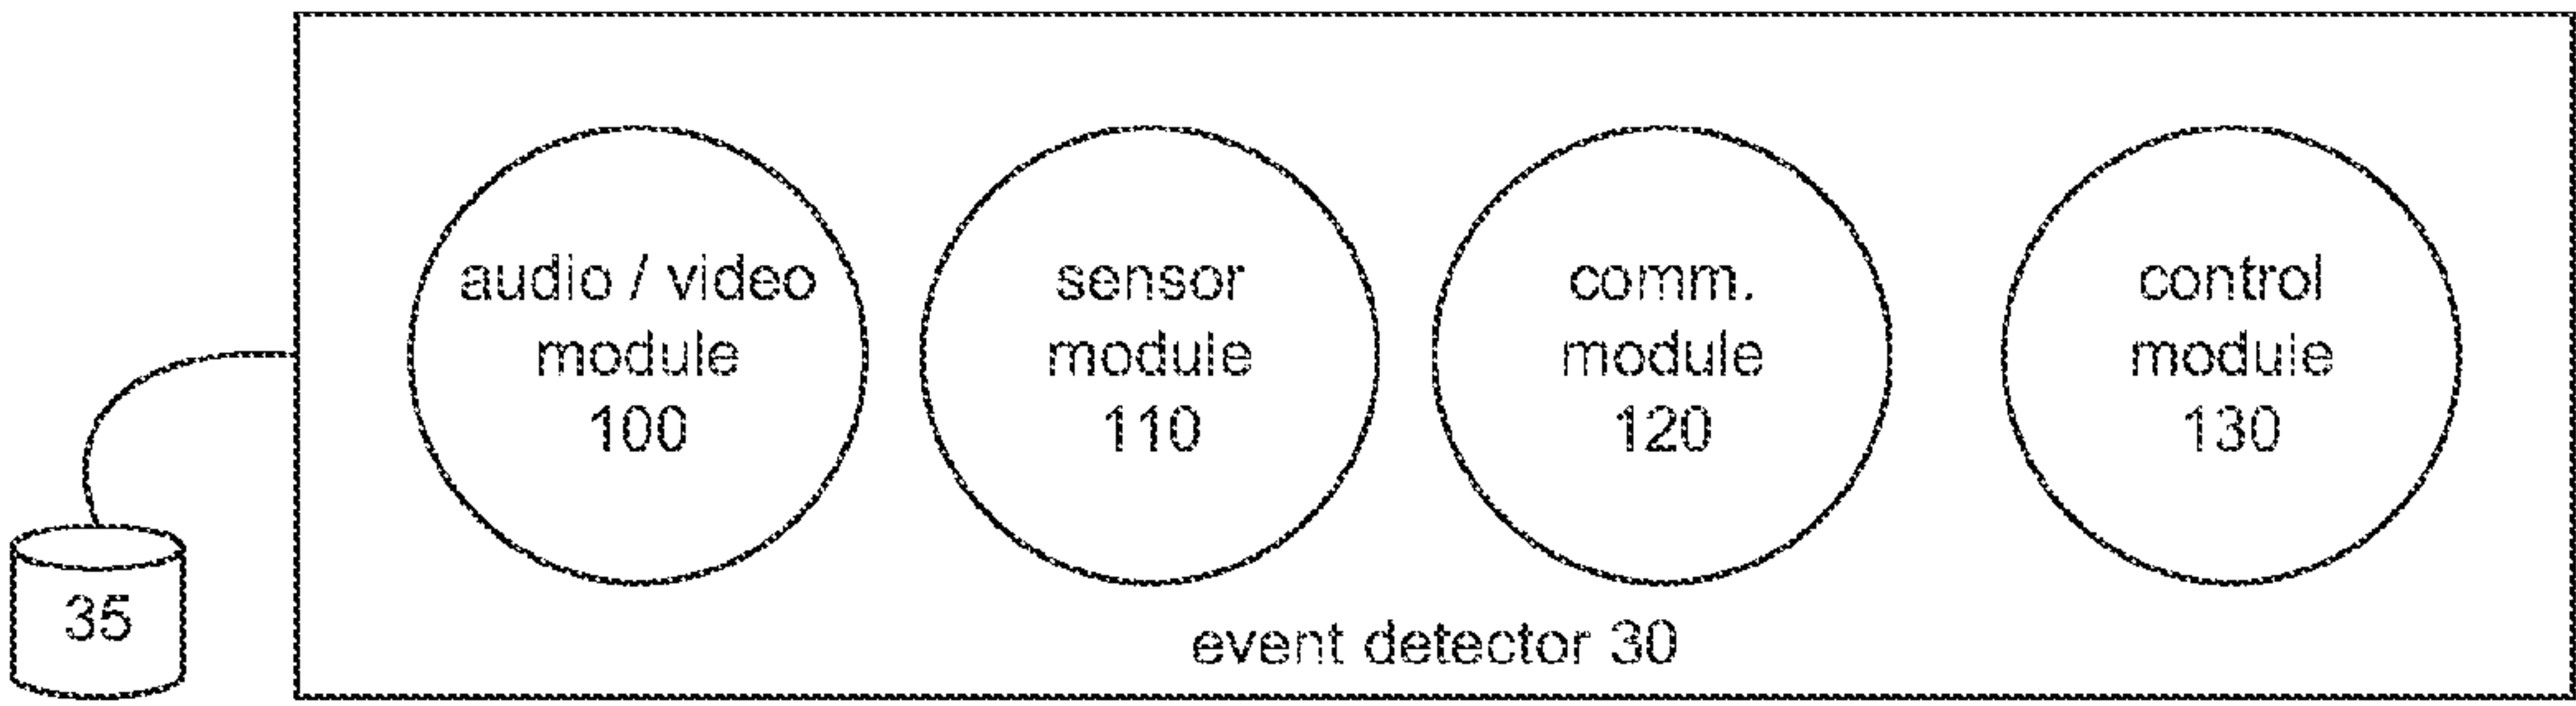 audio / video
module
100
sensor
module
110
comm.
module
120
control
module
130
35
event detector 30